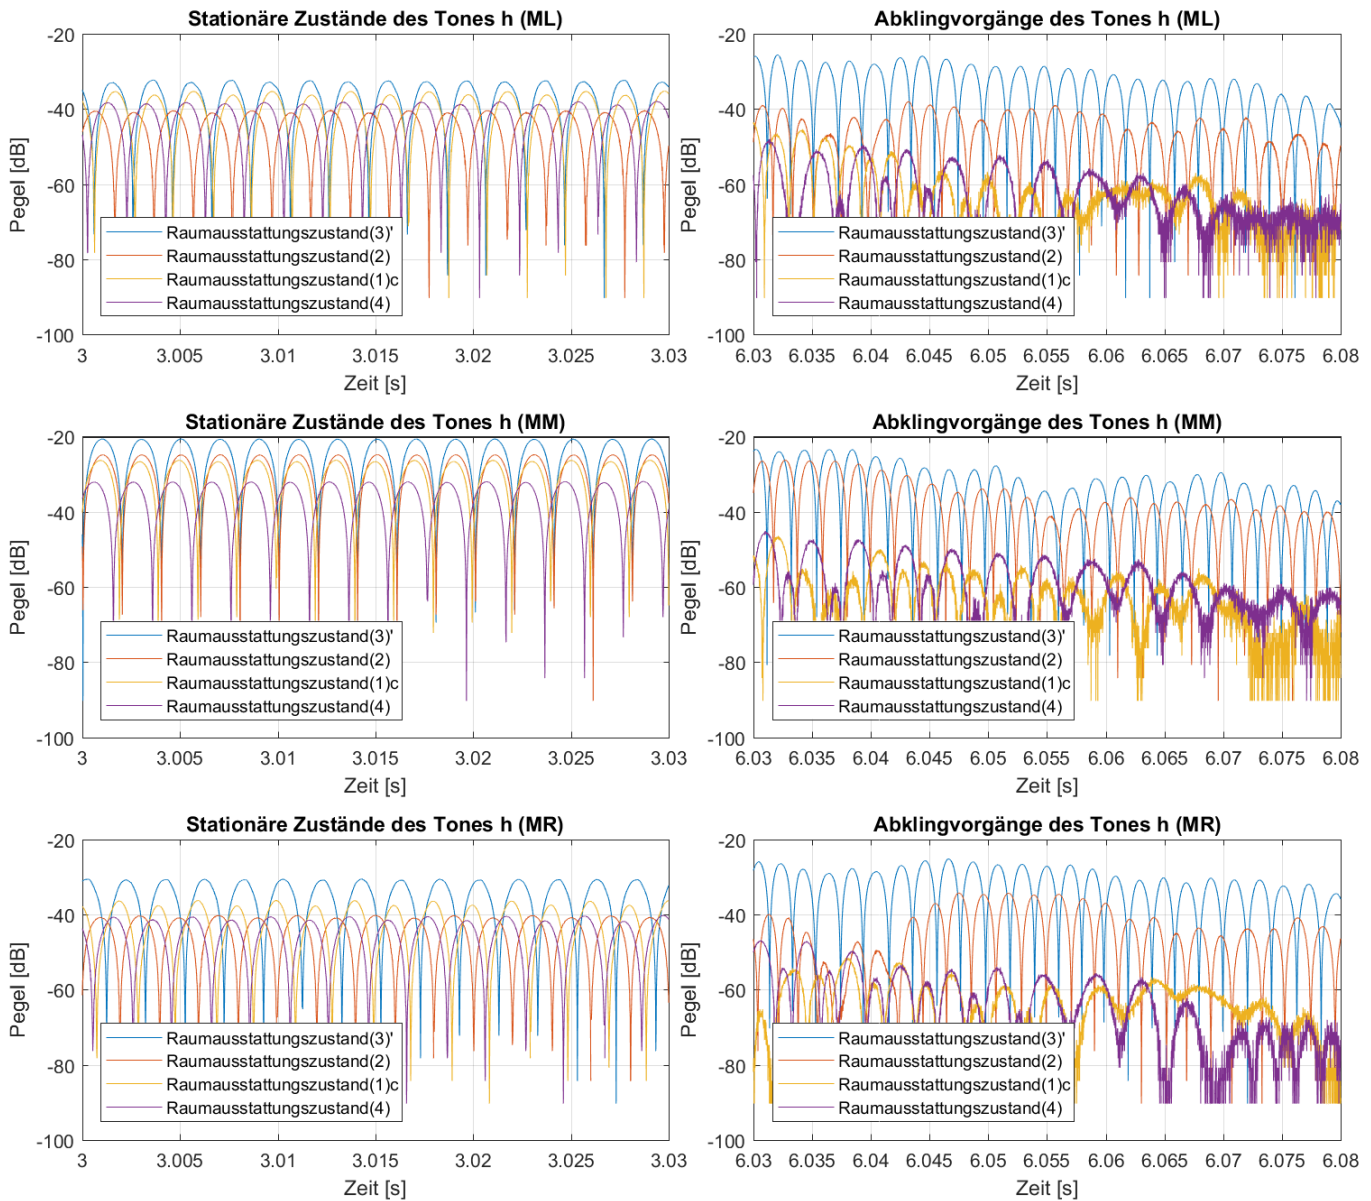 Stationäre Zustände des Tones h (ML)
-20
-40
-60
-80
-100
Pegel [dB]
Raumausstattungszustand(3)'
Raumausstattungszustand(2)
Raumausstattungszustand(1)c
Raumausstattungszustand(4)
3 3.005 3.01 3.015 3.02 3.025 3.03
Zeit [s]
Abklingvorgänge des Tones h (ML)
-20
-40
-60
-80
-100
Pegel [dB]
Raumausstattungszustand(3)'
Raumausstattungszustand(2)
Raumausstattungszustand(1)c
Raumausstattungszustand(4)
6.03 6.035 6.04 6.045 6.05 6.055 6.06 6.065 6.07 6.075 6.08
Zeit [s]
Stationäre Zustände des Tones h (MM)
-20
-40
-60
-80
-100
Pegel [dB]
Raumausstattungszustand(3)'
Raumausstattungszustand(2)
Raumausstattungszustand(1)c
Raumausstattungszustand(4)
3 3.005 3.01 3.015 3.02 3.025 3.03
Zeit [s]
Abklingvorgänge des Tones h (MM)
-20
-40
-60
-80
-100
Pegel [dB]
Raumausstattungszustand(3)'
Raumausstattungszustand(2)
Raumausstattungszustand(1)c
Raumausstattungszustand(4)
6.03 6.035 6.04 6.045 6.05 6.055 6.06 6.065 6.07 6.075 6.08
Zeit [s]
Stationäre Zustände des Tones h (MR)
-20
-40
-60
-80
-100
Pegel [dB]
Raumausstattungszustand(3)'
Raumausstattungszustand(2)
Raumausstattungszustand(1)c
Raumausstattungszustand(4)
3 3.005 3.01 3.015 3.02 3.025 3.03
Zeit [s]
Abklingvorgänge des Tones h (MR)
-20
-40
-60
-80
-100
Pegel [dB]
Raumausstattungszustand(3)'
Raumausstattungszustand(2)
Raumausstattungszustand(1)c
Raumausstattungszustand(4)
6.03 6.035 6.04 6.045 6.05 6.055 6.06 6.065 6.07 6.075 6.08
Zeit [s]